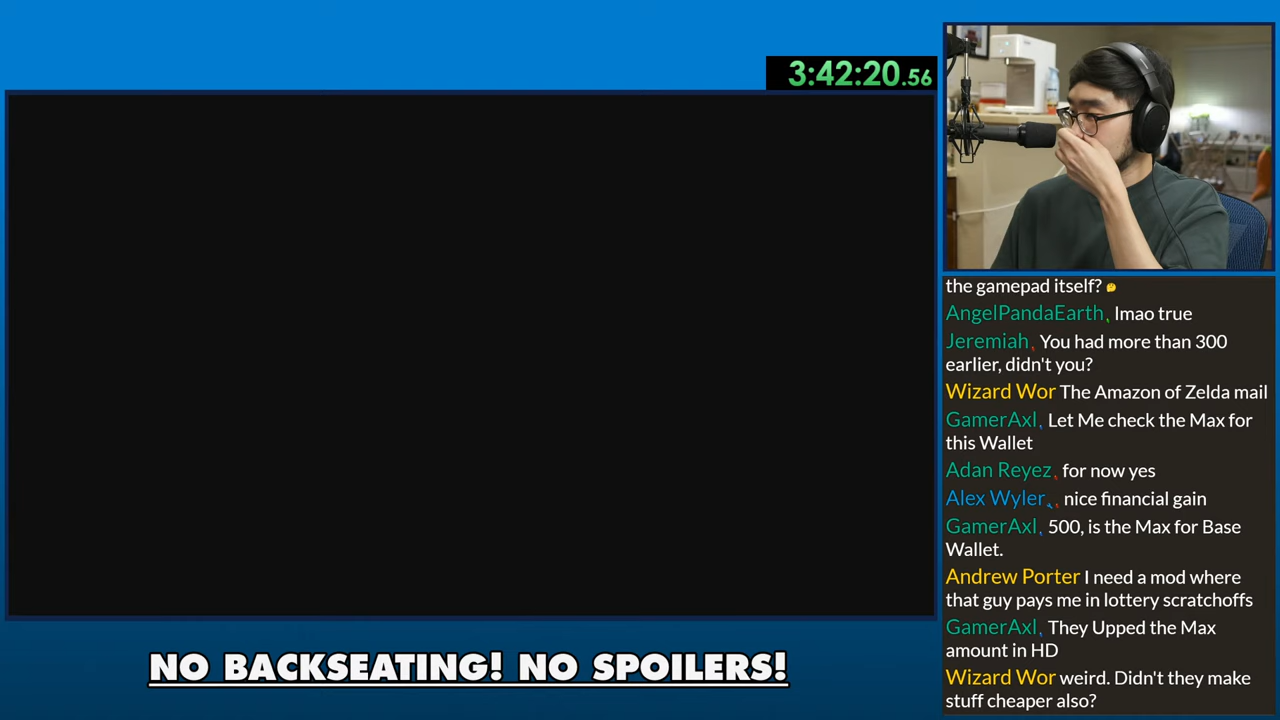 3:42:20.56
the gamepad itself? 🤔
AngelPandaEarth lmao true
Jeremiah You had more than 300
earlier, didn't you?
Wizard Wor The Amazon of Zelda mail
GamerAxl Let Me check the Max for
this Wallet
Adan Reyez for now yes
Alex Wyler nice financial gain
GamerAxl 500, is the Max for Base
Wallet.
Andrew Porter I need a mod where
that guy pays me in lottery scratchoffs
GamerAxl They Upped the Max
amount in HD
Wizard Wor weird. Didn't they make
stuff cheaper also?
NO BACKSEATING! NO SPOILERS!